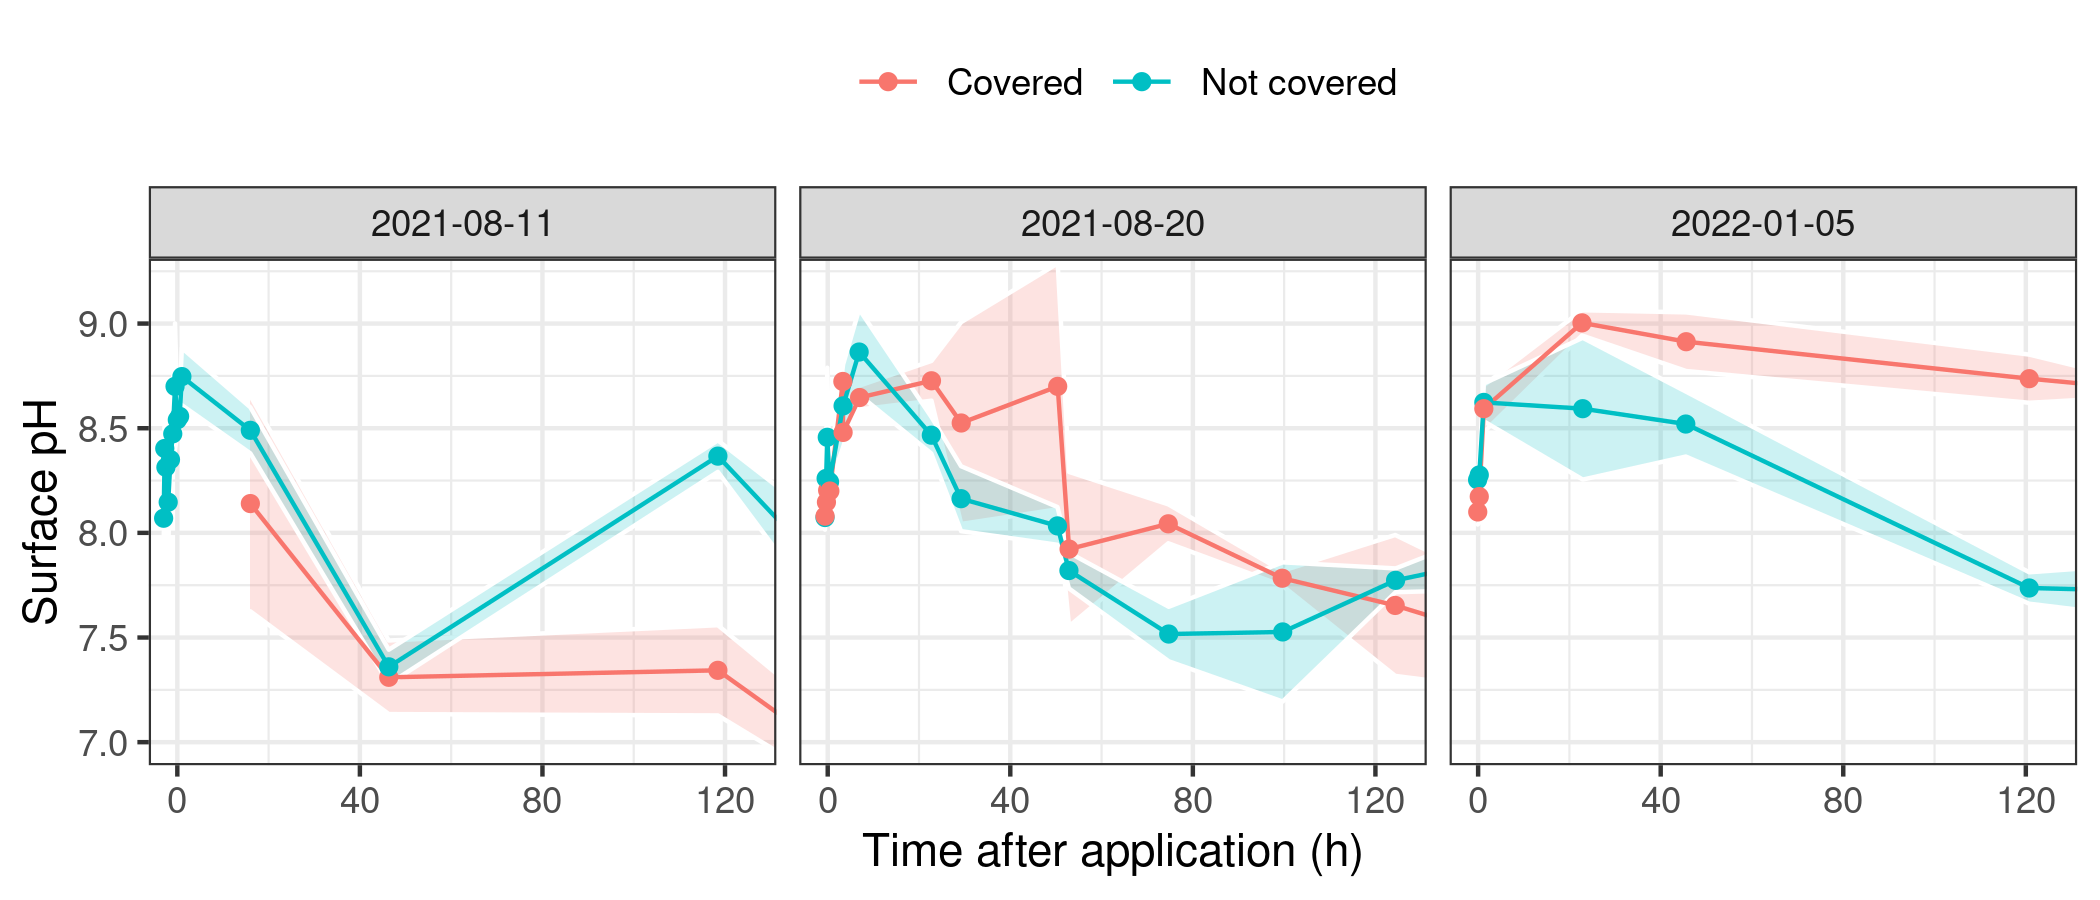 Covered Not covered
2021-08-11 2021-08-20 2022-01-05
9.0
8.5
8.0
7.5
7.0
Surface pH
0 40 80 120 0 40 80 120 0 40 80 120
Time after application (h)